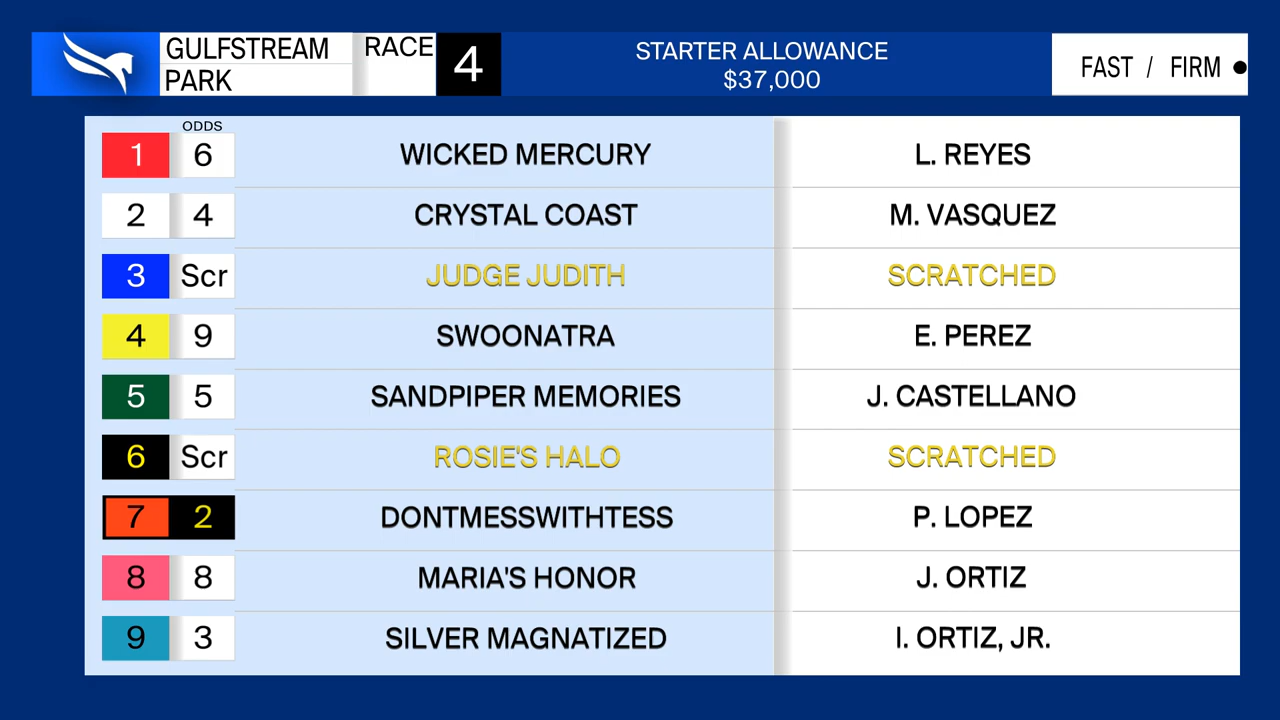 GULFSTREAM
PARK
RACE
4
STARTER ALLOWANCE
$37,000
FAST / FIRM
ODDS
1 6 WICKED MERCURY L. REYES
2 4 CRYSTAL COAST M. VASQUEZ
3 Scr JUDGE JUDITH SCRATCHED
4 9 SWOONATRA E. PEREZ
5 5 SANDPIPER MEMORIES J. CASTELLANO
6 Scr ROSIE'S HALO SCRATCHED
7 2 DONTMESSWITHTESS P. LOPEZ
8 8 MARIA'S HONOR J. ORTIZ
9 3 SILVER MAGNATIZED I. ORTIZ, JR.